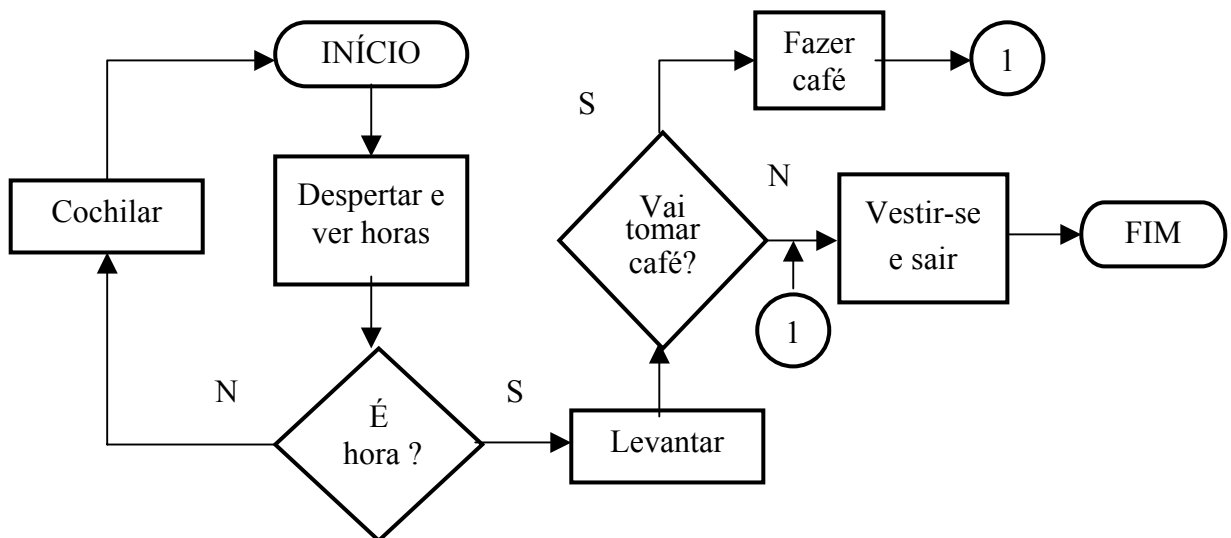 INÍCIO
Despertar e
ver horas
É
hora ?
N
Cochilar
S
Levantar
Vai
tomar
café?
S
Fazer
café
1
N
1
Vestir-se
e sair
FIM